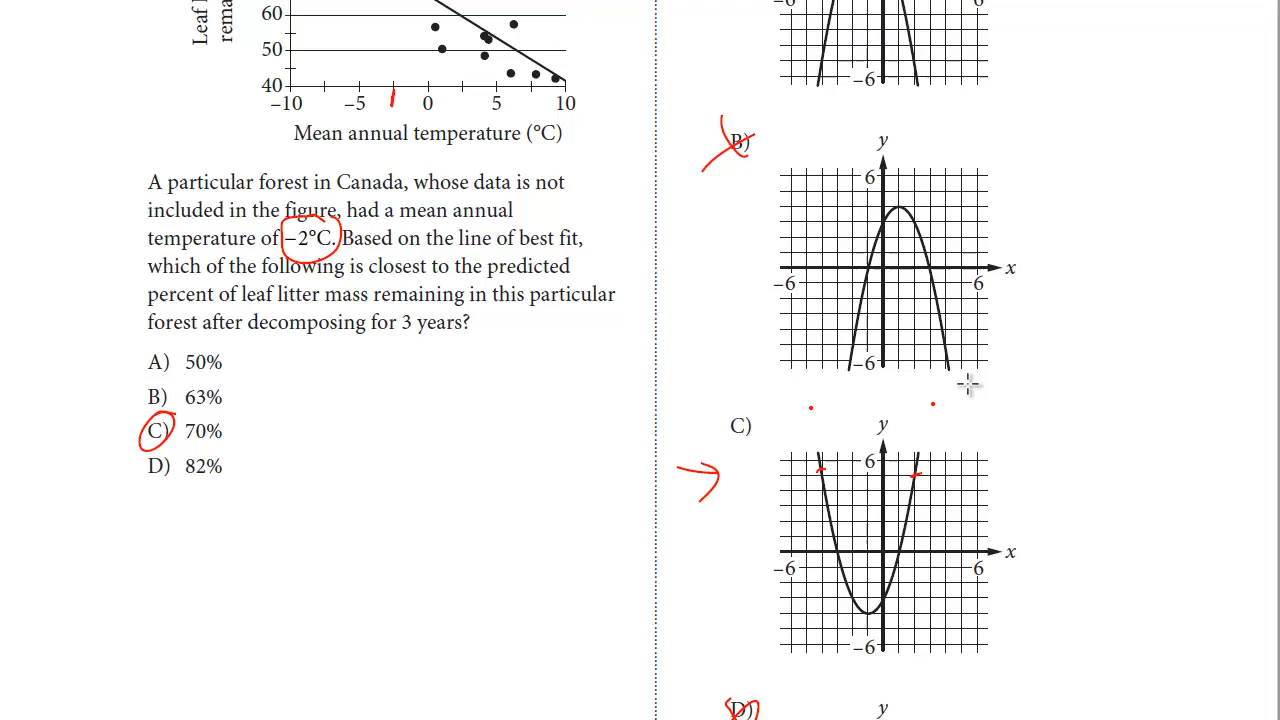 Leaf
rema
60
50
40
−10 −5 0 5 10
Mean annual temperature (°C)
A particular forest in Canada, whose data is not
included in the figure, had a mean annual
temperature of −2°C. Based on the line of best fit,
which of the following is closest to the predicted
percent of leaf litter mass remaining in this particular
forest after decomposing for 3 years?
A) 50%
B) 63%
C) 70%
D) 82%
−6 6
−6
B)
y
6
x
−6 6
−6
C)
y
6
x
−6 6
−6
D)
y